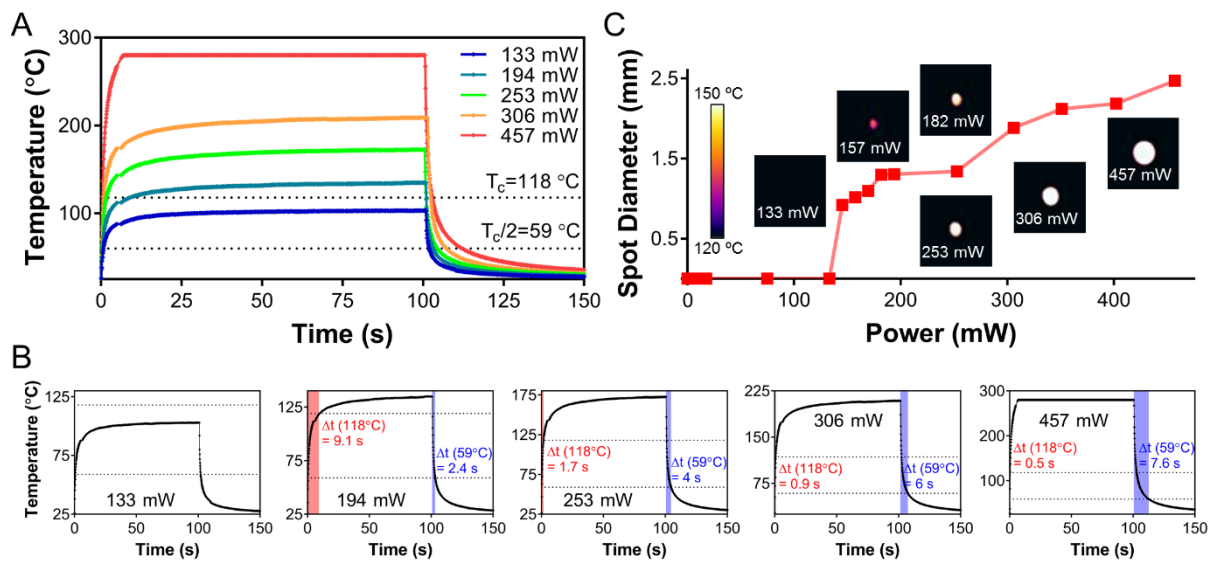 A
Temperature (°C)
300
200
100
0
25
50
75
100
125
150
Time (s)
133 mW
194 mW
253 mW
306 mW
457 mW
Tc=118 °C
Tc/2=59 °C
C
Spot Diameter (mm)
2.5
1.5
0.5
0
100
200
300
400
Power (mW)
150 ºC
120 ºC
133 mW
157 mW
182 mW
253 mW
306 mW
457 mW
B
Temperature (°C)
125
75
25
0
50
100
150
Time (s)
133 mW
125
75
25
0
50
100
150
Time (s)
Δt (118°C)
= 9.1 s
Δt (59°C)
= 2.4 s
194 mW
175
125
75
25
0
50
100
150
Time (s)
Δt (118°C)
= 1.7 s
Δt (59°C)
= 4 s
253 mW
225
175
125
75
25
0
50
100
150
Time (s)
306 mW
Δt (118°C)
= 0.9 s
Δt (59°C)
= 6 s
300
200
100
0
50
100
150
Time (s)
457 mW
Δt (118°C)
= 0.5 s
Δt (59°C)
= 7.6 s